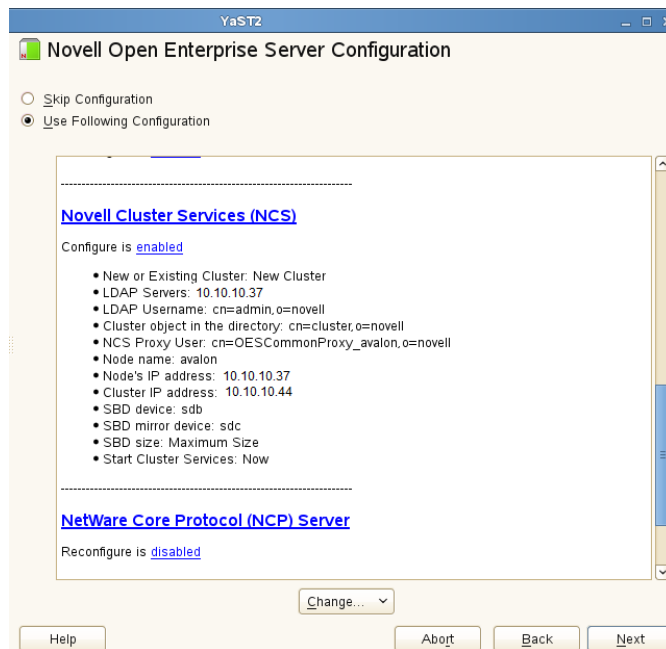 YaST2
Novell Open Enterprise Server Configuration
Skip Configuration
Use Following Configuration
----------------------------------------------------------------------
Novell Cluster Services (NCS)
Configure is enabled
• New or Existing Cluster: New Cluster
• LDAP Servers: 10.10.10.37
• LDAP Username: cn=admin,o=novell
• Cluster object in the directory: cn=cluster,o=novell
• NCS Proxy User: cn=OESCommonProxy_avalon,o=novell
• Node name: avalon
• Node's IP address: 10.10.10.37
• Cluster IP address: 10.10.10.44
• SBD device: sdb
• SBD mirror device: sdc
• SBD size: Maximum Size
• Start Cluster Services: Now
----------------------------------------------------------------------
NetWare Core Protocol (NCP) Server
Reconfigure is disabled
Change...
Help Abort Back Next